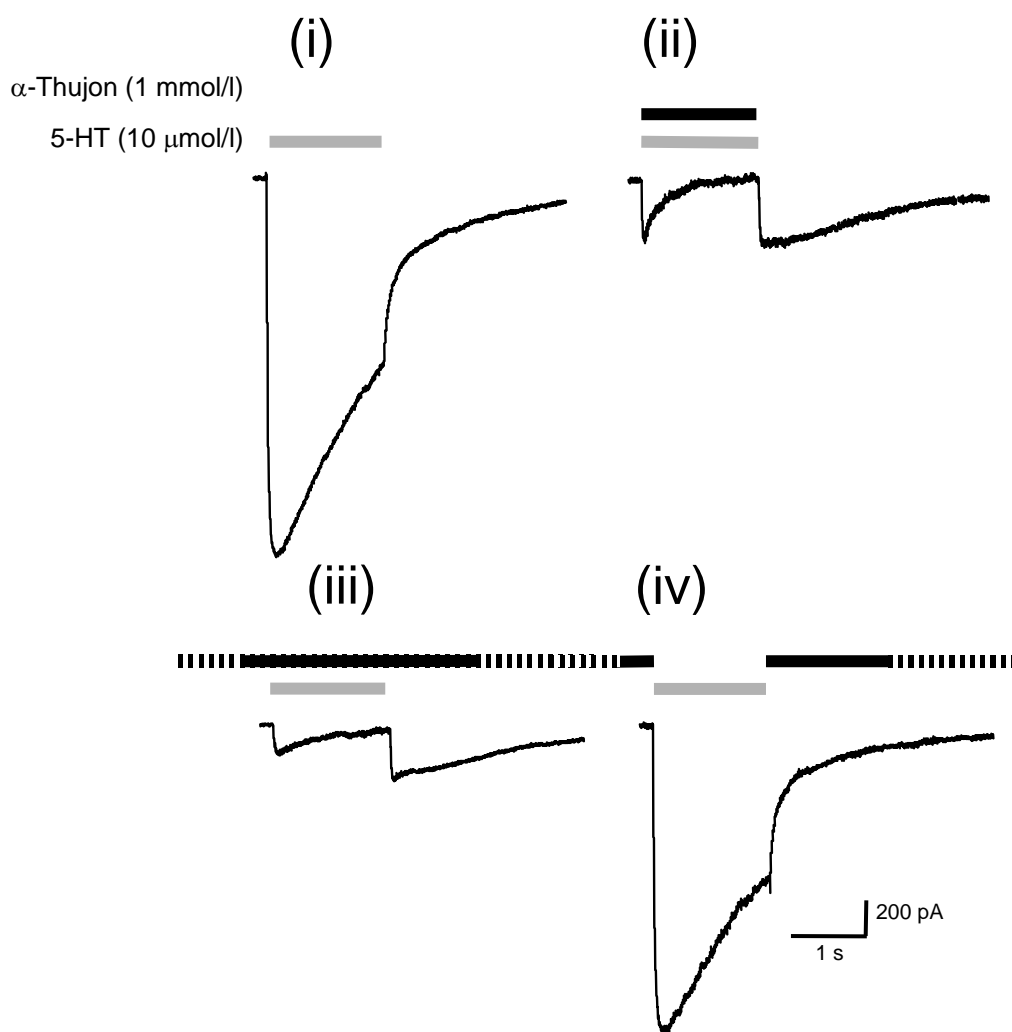 (i)
(ii)
α-Thujon (1 mmol/l)
5-HT (10 μmol/l)
(iii)
(iv)
200 pA
1 s